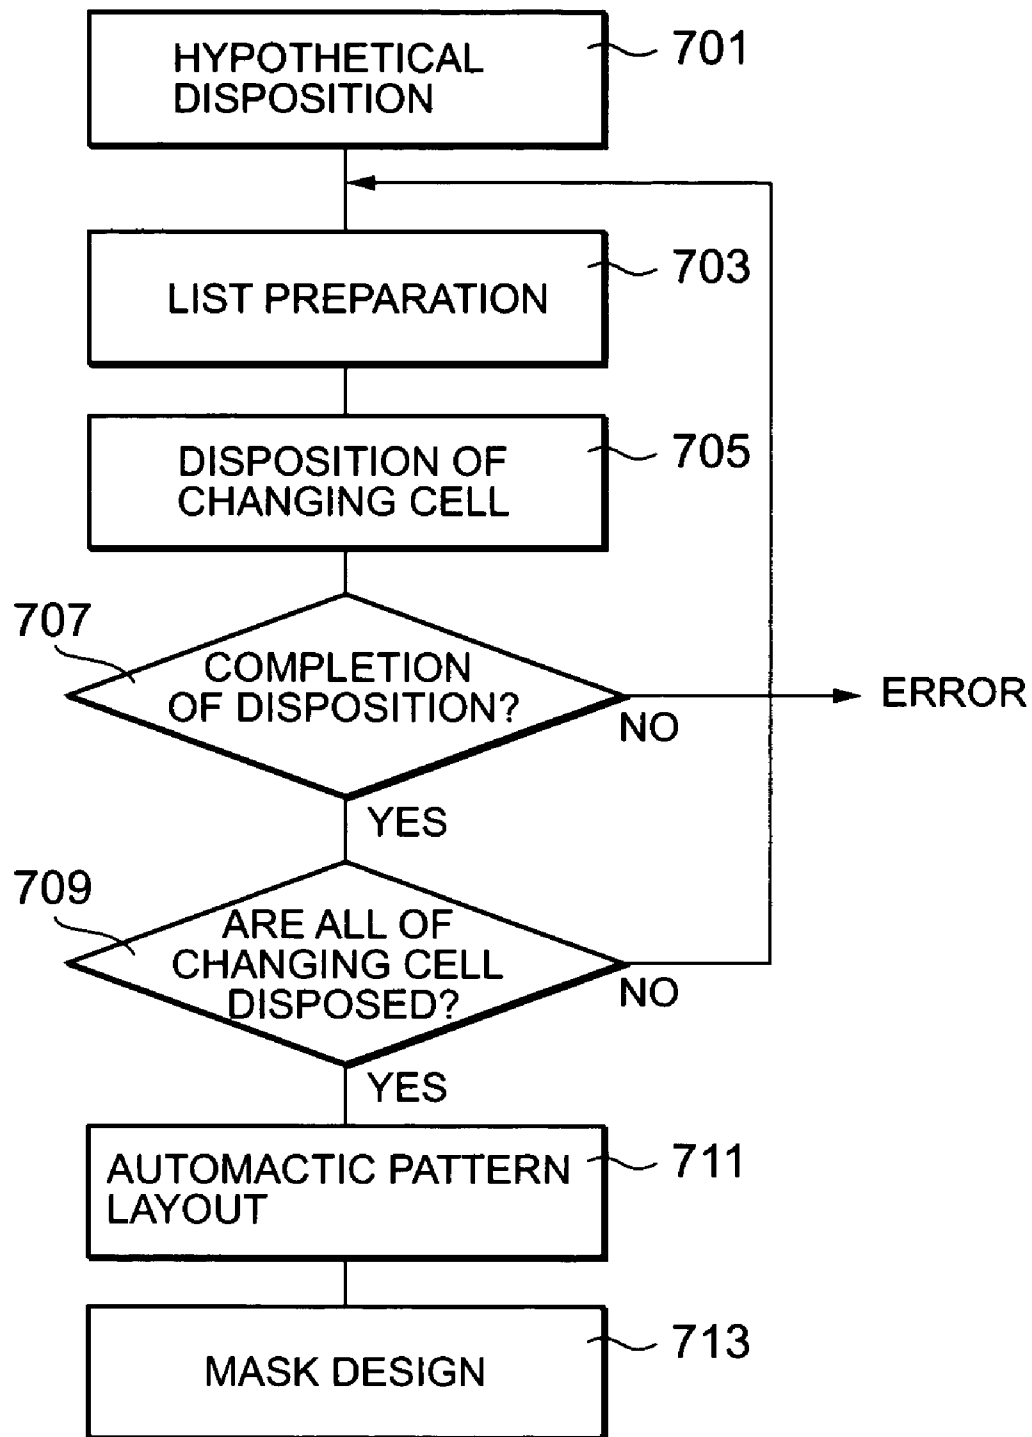 HYPOTHETICAL
DISPOSITION
701
LIST PREPARATION
703
DISPOSITION OF
CHANGING CELL
705
707
COMPLETION
OF DISPOSITION?
NO
ERROR
YES
709
ARE ALL OF
CHANGING CELL
DISPOSED?
NO
YES
AUTOMACTIC PATTERN
LAYOUT
711
MASK DESIGN
713